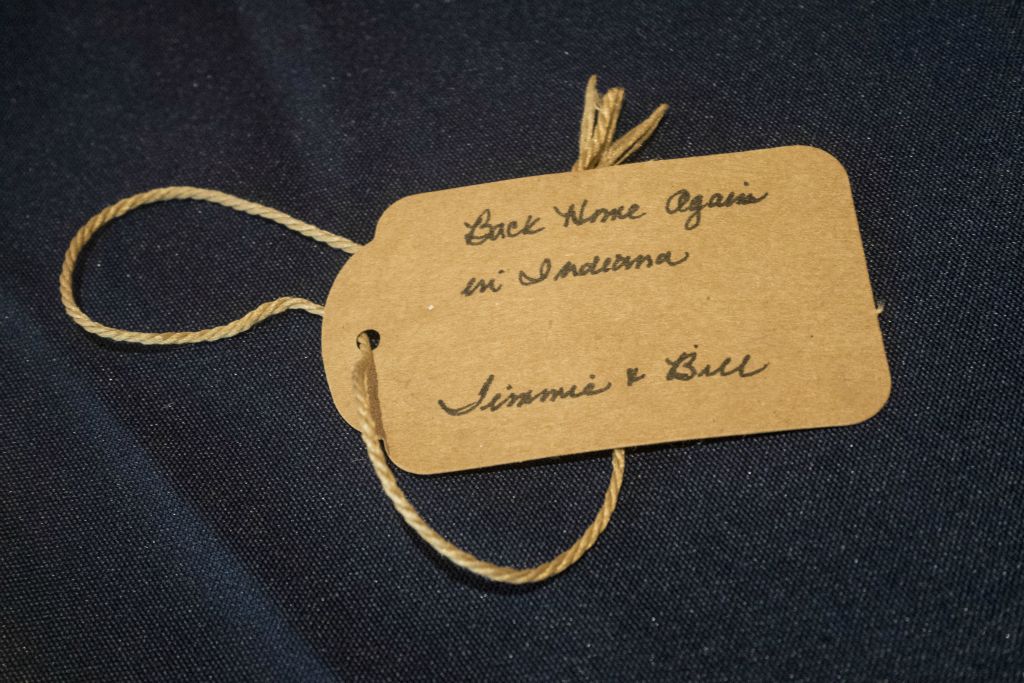 Back Home Again
in Indiana
Jimmie & Bill